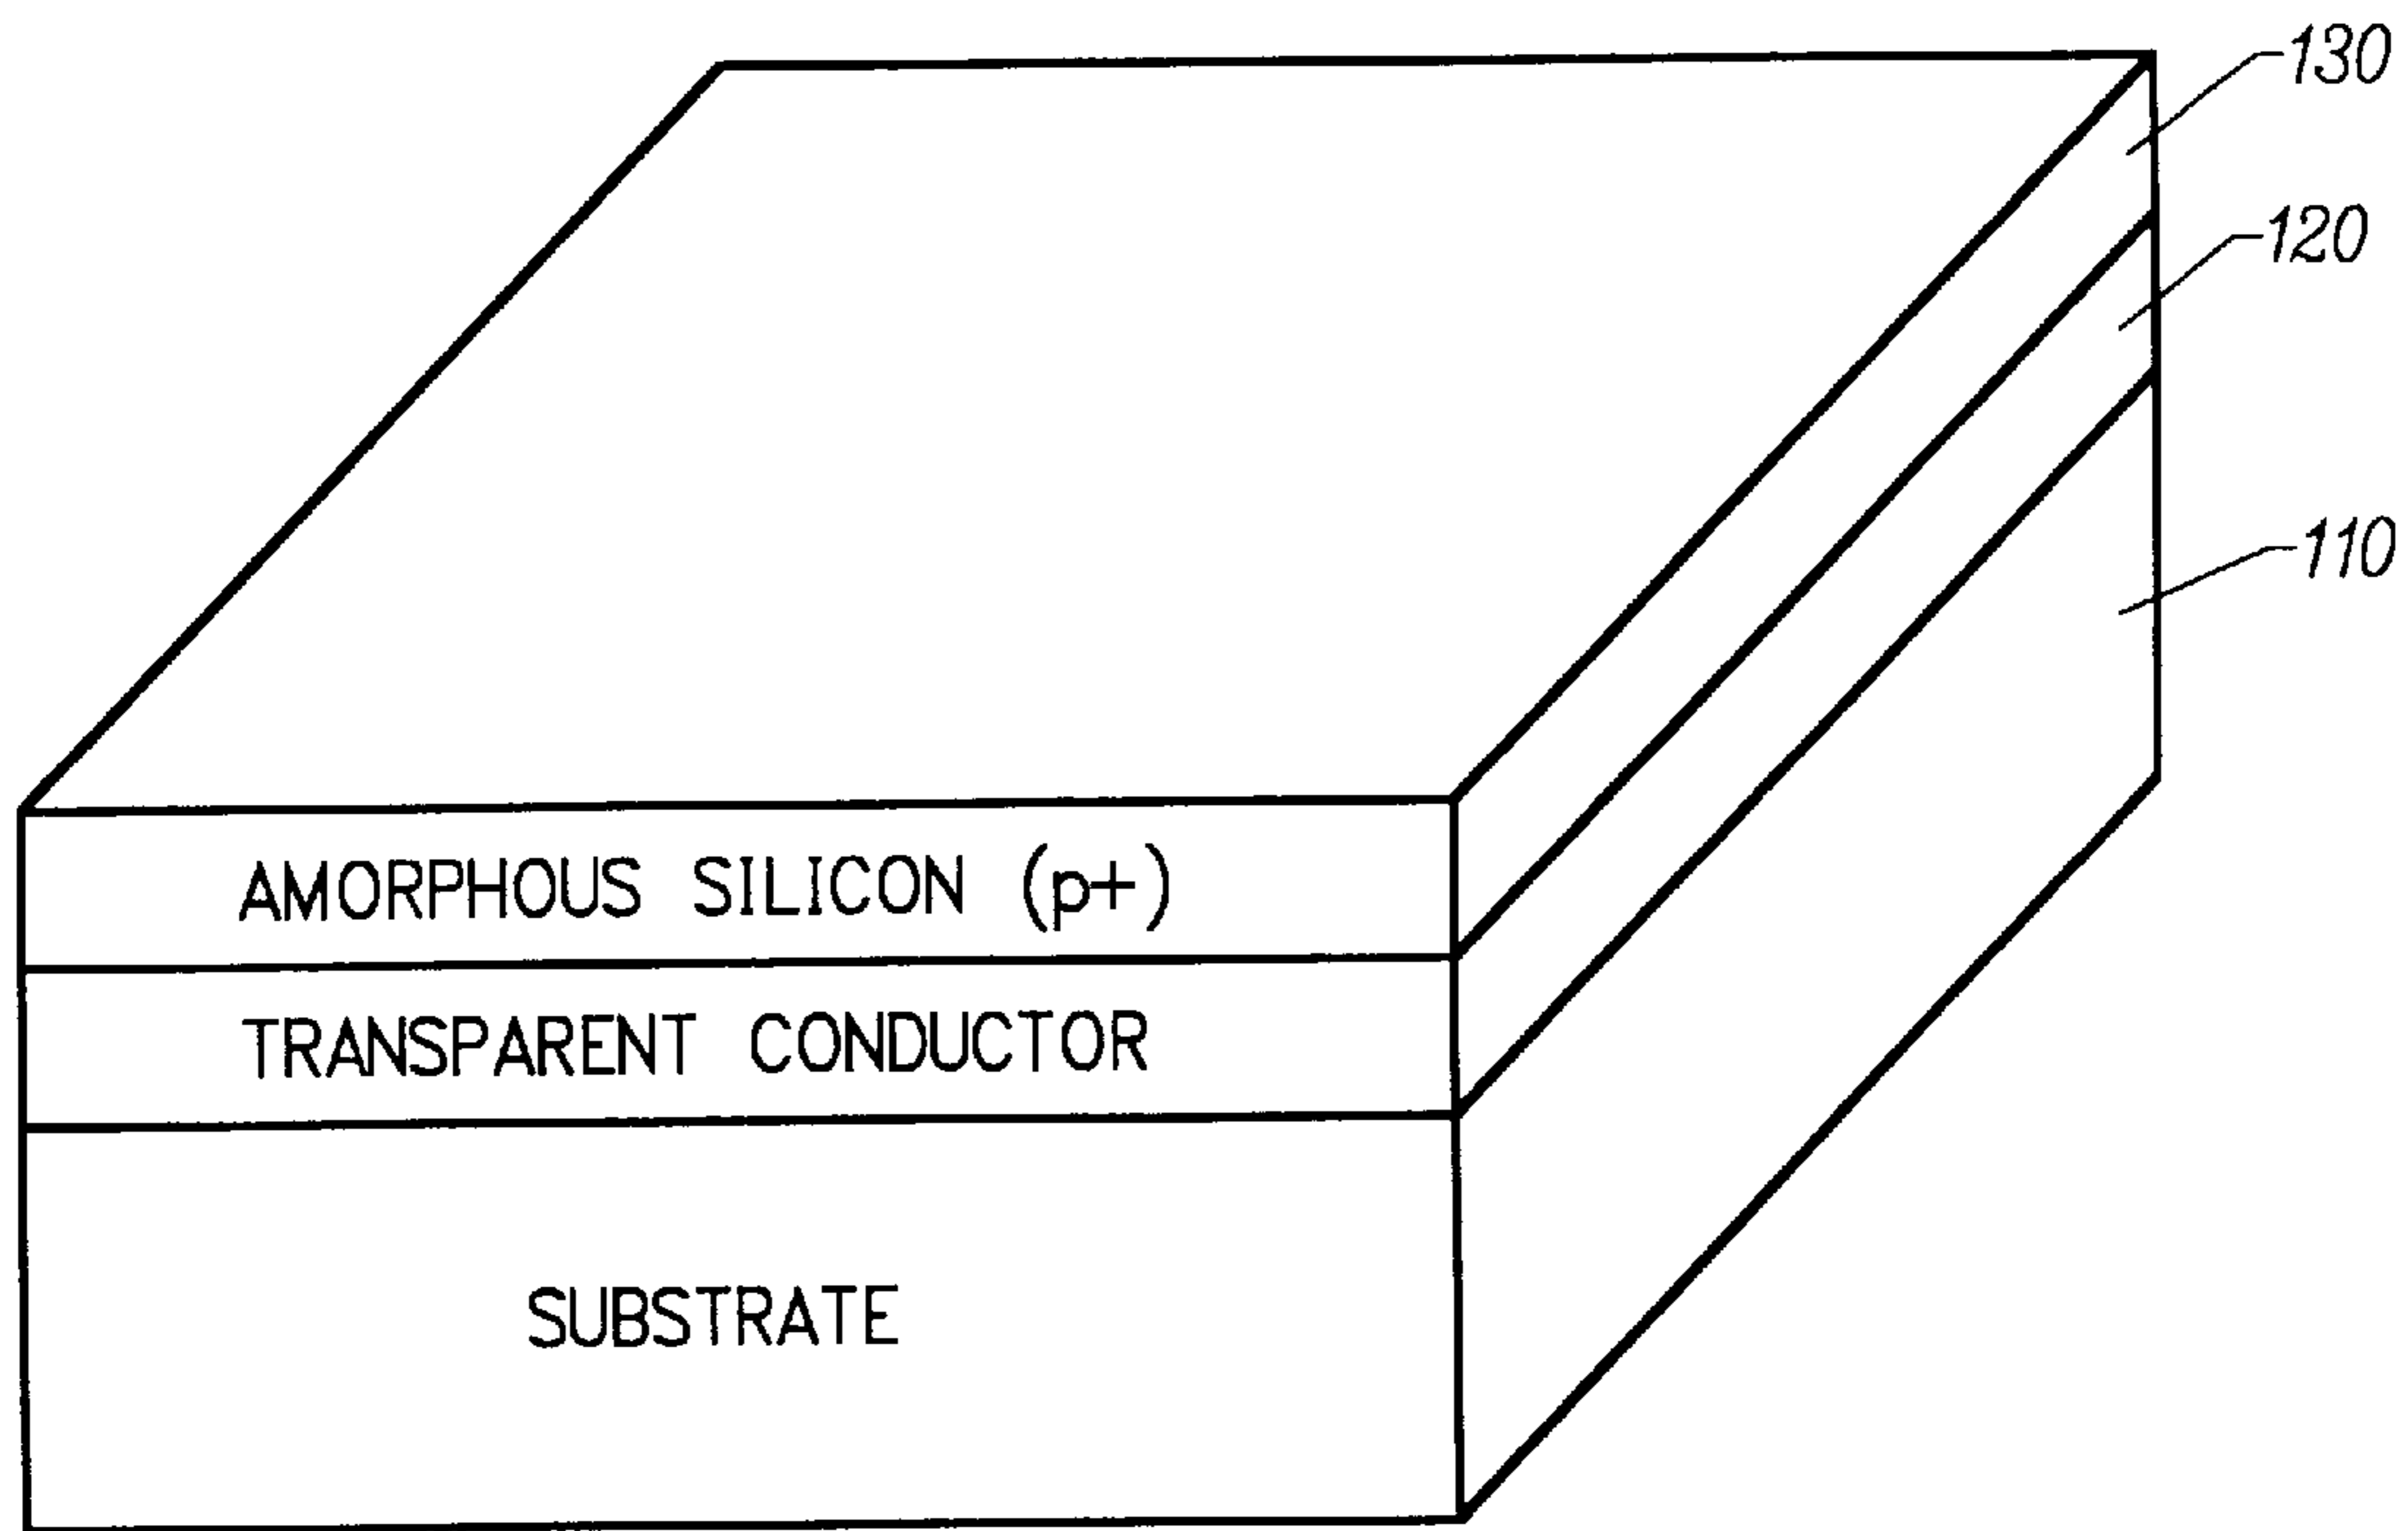 130
120
110
AMORPHOUS SILICON (p+)
TRANSPARENT CONDUCTOR
SUBSTRATE